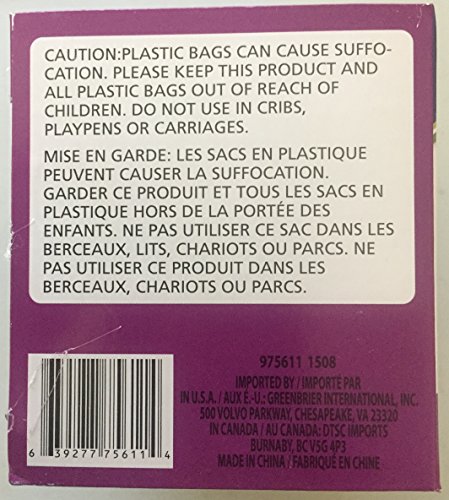 CAUTION:PLASTIC BAGS CAN CAUSE SUFFO-
CATION. PLEASE KEEP THIS PRODUCT AND
ALL PLASTIC BAGS OUT OF REACH OF
CHILDREN. DO NOT USE IN CRIBS,
PLAYPENS OR CARRIAGES.
MISE EN GARDE: LES SACS EN PLASTIQUE
PEUVENT CAUSER LA SUFFOCATION.
GARDER CE PRODUIT ET TOUS LES SACS EN
PLASTIQUE HORS DE LA PORTÉE DES
ENFANTS. NE PAS UTILISER CE SAC DANS LES
BERCEAUX, LITS, CHARIOTS OU PARCS. NE
PAS UTILISER CE PRODUIT DANS LES
BERCEAUX, CHARIOTS OU PARCS.
975611 1508
IMPORTED BY / IMPORTÉ PAR
IN U.S.A. / AUX É.-U.: GREENBRIER INTERNATIONAL, INC.
500 VOLVO PARKWAY, CHESAPEAKE, VA 23320
IN CANADA / AU CANADA: DTSC IMPORTS
BURNABY, BC V5G 4P3
MADE IN CHINA / FABRIQUÉ EN CHINE
6 39277 75611 4